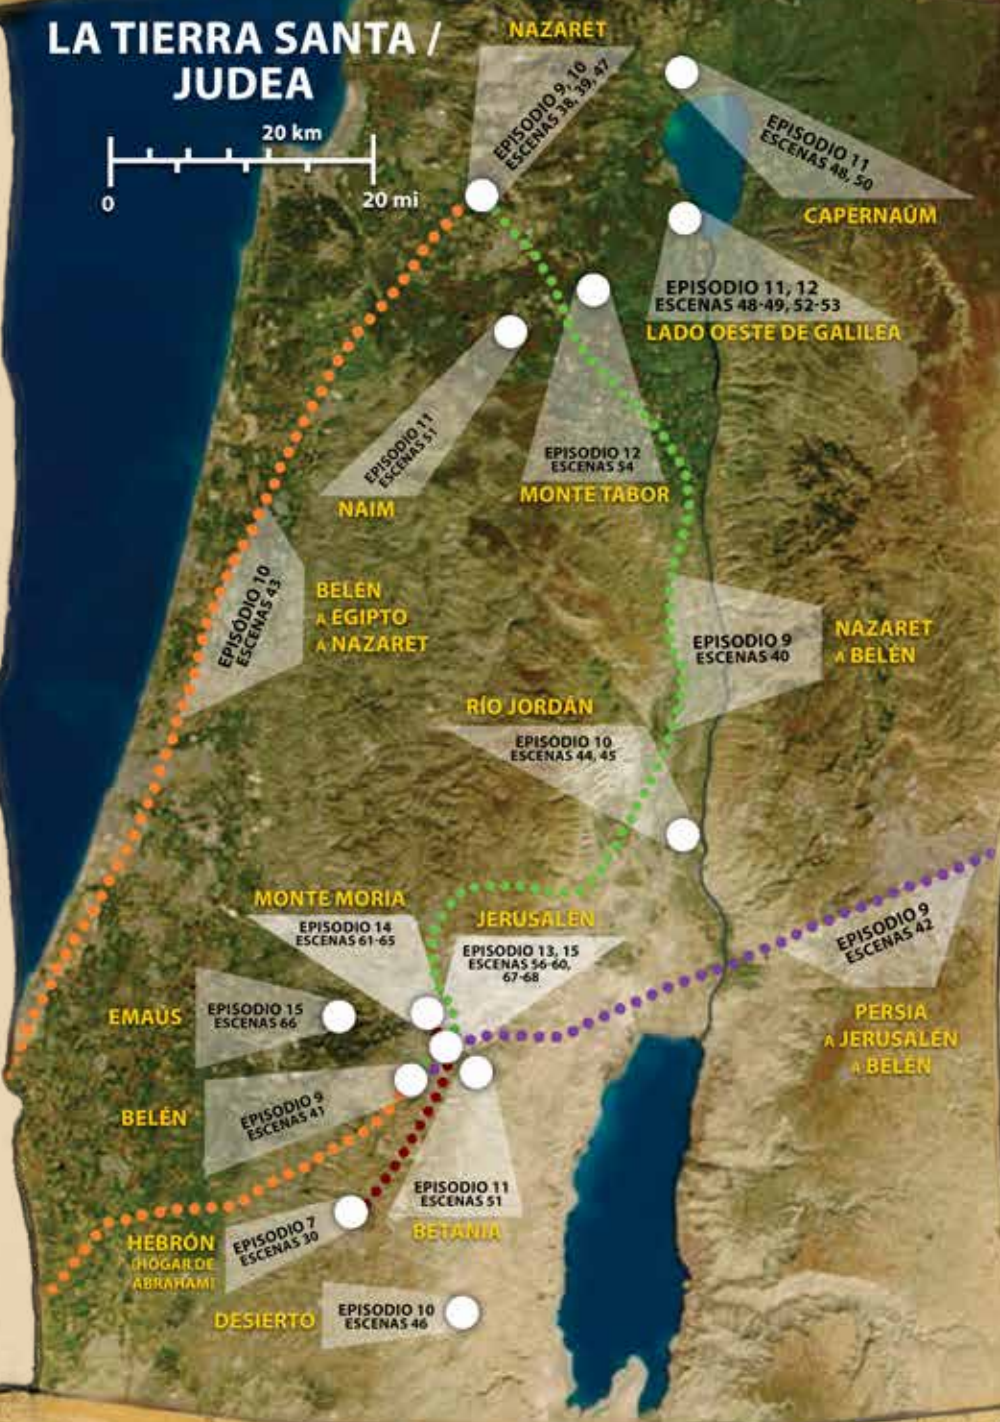 LA TIERRA SANTA /
JUDEA
20 km
0
20 mi
NAZARET
EPISODIO 9, 10
ESCENAS 38, 39, 47
EPISODIO 11
ESCENAS 48, 50
CAPERNAÚM
EPISODIO 11, 12
ESCENAS 48-49, 52-53
LADO OESTE DE GALILEA
EPISODIO 11
ESCENAS 51
NAIM
EPISODIO 12
ESCENAS 54
MONTE TABOR
EPISODIO 10
ESCENAS 43
BELÉN
A EGIPTO
A NAZARET
EPISODIO 9
ESCENAS 40
NAZARET
A BELÉN
RÍO JORDÁN
EPISODIO 10
ESCENAS 44, 45
MONTE MORIA
EPISODIO 14
ESCENAS 61-65
JERUSALÉN
EPISODIO 13, 15
ESCENAS 56-60,
67-68
EPISODIO 9
ESCENAS 42
PERSIA
A JERUSALÉN
A BELÉN
EMAÚS
EPISODIO 15
ESCENAS 66
BELÉN
EPISODIO 9
ESCENAS 41
EPISODIO 11
ESCENAS 51
BETANIA
HEBRÓN
(HOGAR DE
ABRAHAM)
EPISODIO 7
ESCENAS 30
DESIERTO
EPISODIO 10
ESCENAS 46